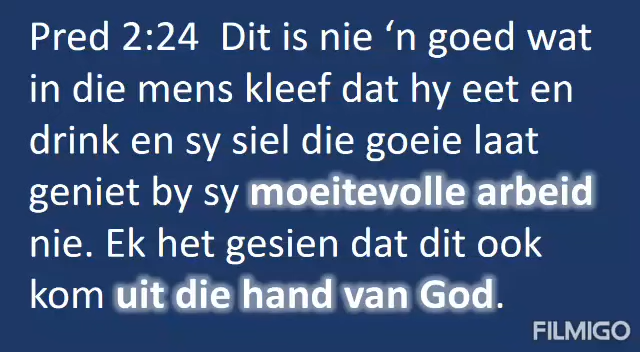 Pred 2:24  Dit is nie ‘n goed wat
in die mens kleef dat hy eet en
drink en sy siel die goeie laat
geniet by sy moeitevolle arbeid
nie. Ek het gesien dat dit ook
kom uit die hand van God.
FILMIGO